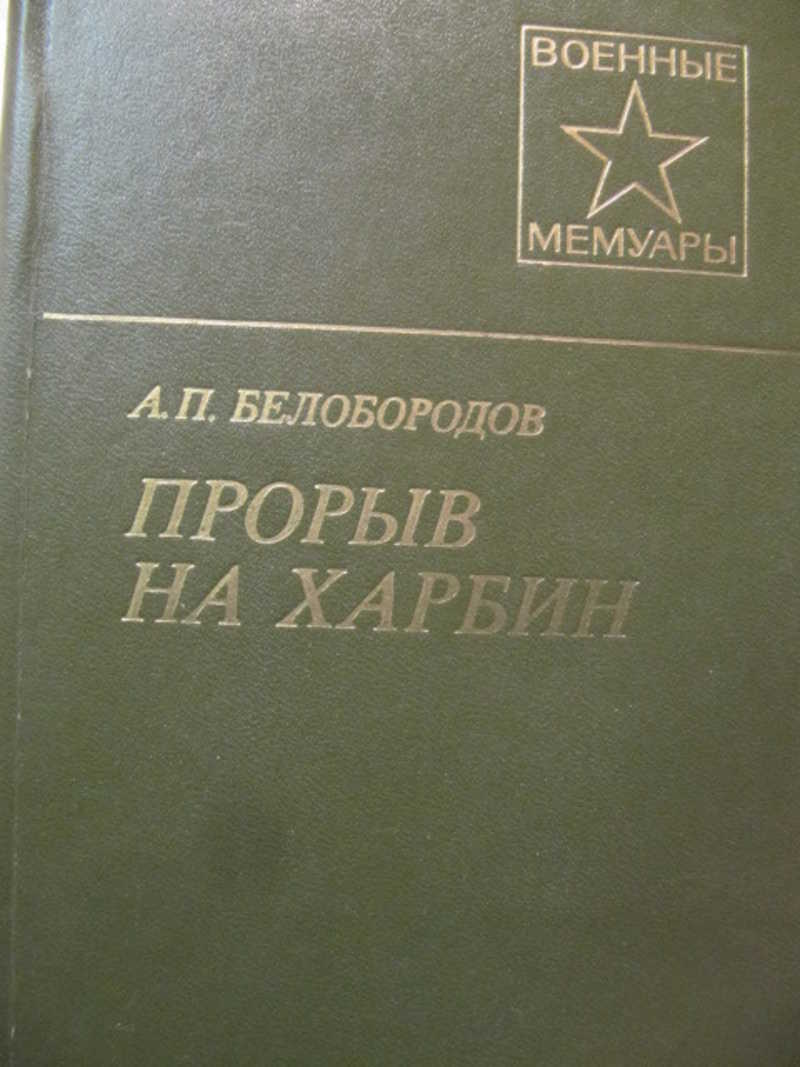 ВОЕННЫЕ
МЕМУАРЫ
А.П. БЕЛОБОРОДОВ
ПРОРЫВ
НА ХАРБИН